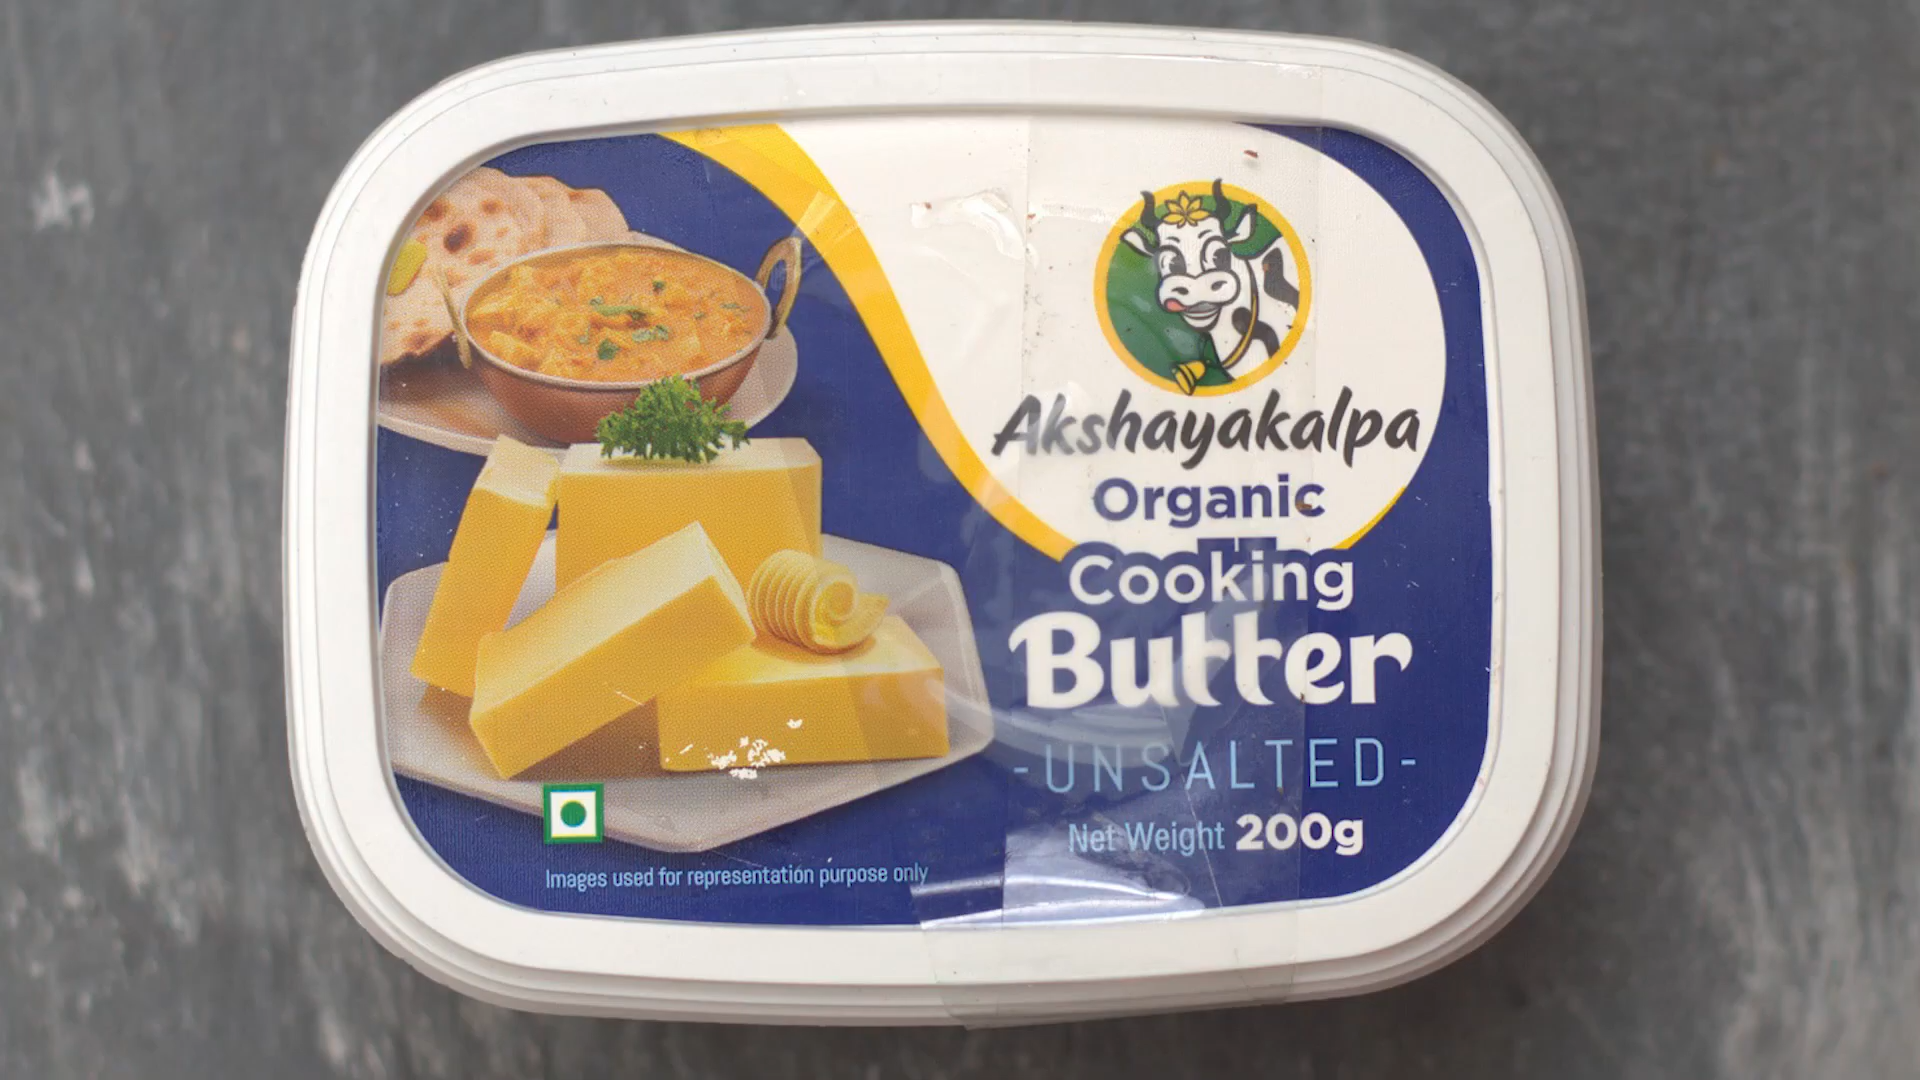 Akshayakalpa
Organic
Cooking
Butter
-UNSALTED-
Net Weight 200g
Images used for representation purpose only